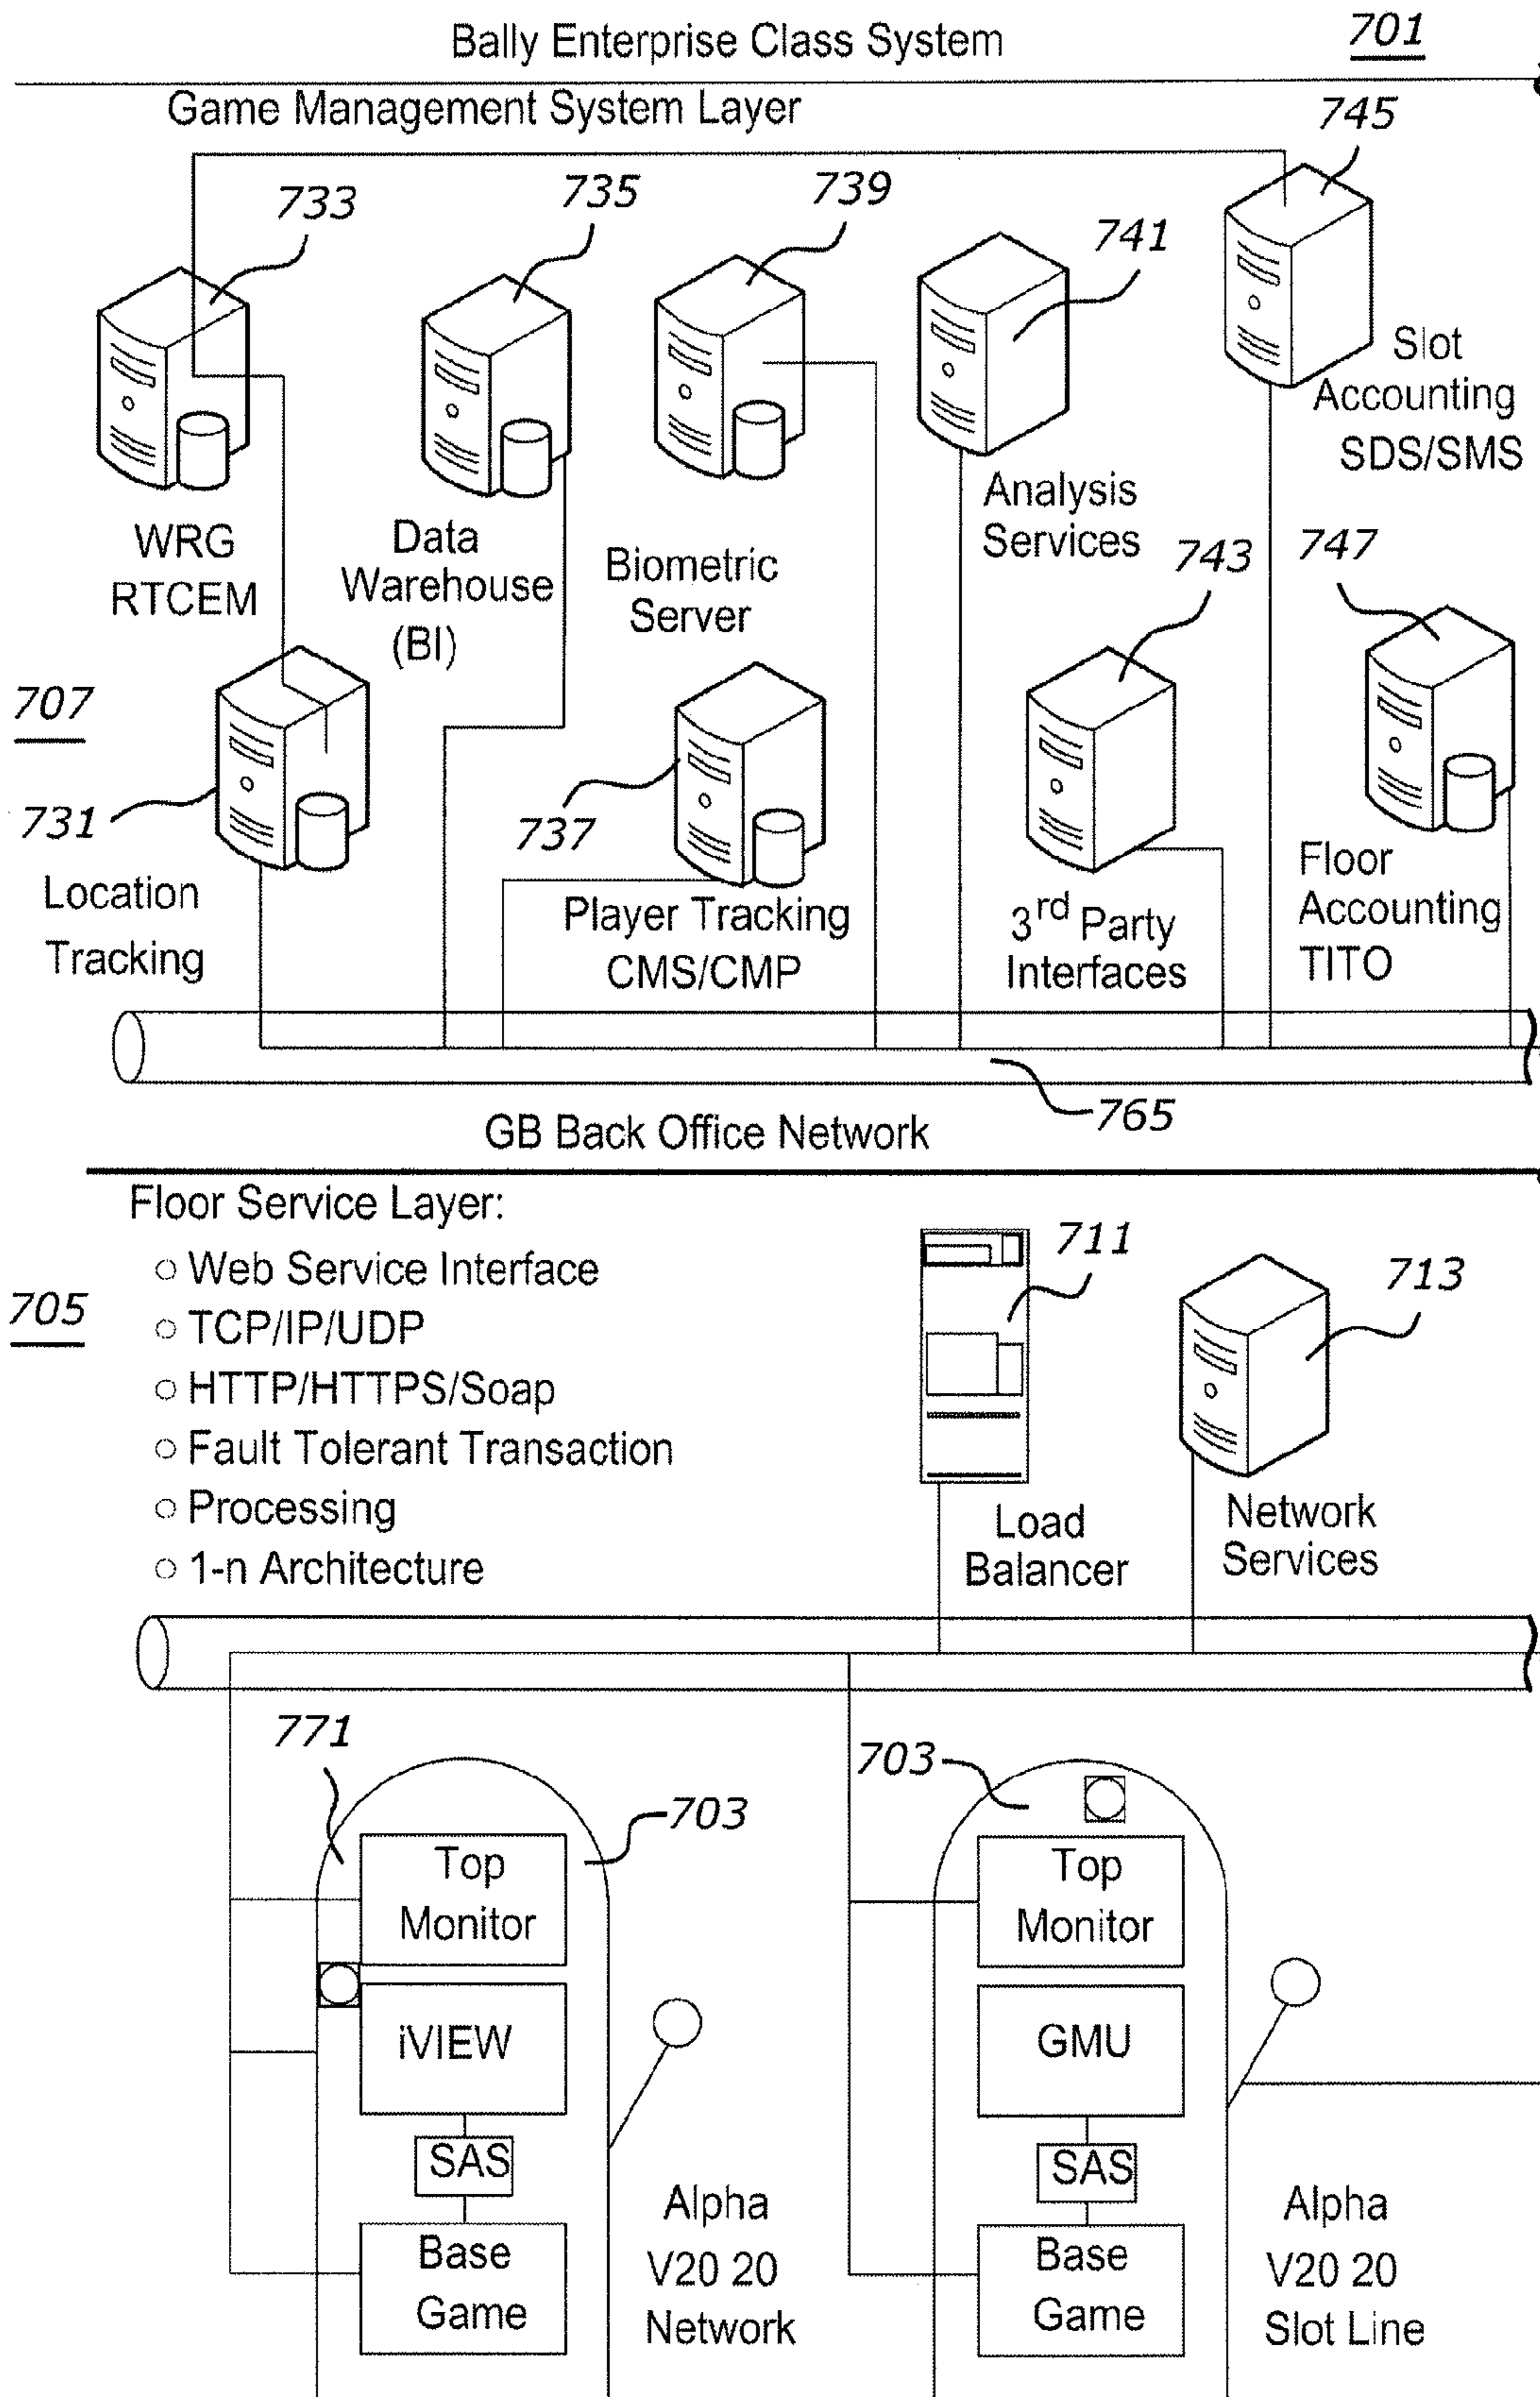 Bally Enterprise Class System
701
Game Management System Layer
745
733
735
739
741
Slot
Accounting
SDS/SMS
WRG
RTCEM
Data
Warehouse
(BI)
Biometric
Server
Analysis
Services
743
747
707
731
737
Location
Tracking
Player Tracking
CMS/CMP
3rd Party
Interfaces
Floor
Accounting
TITO
765
GB Back Office Network
Floor Service Layer:
705
○ Web Service Interface
○ TCP/IP/UDP
○ HTTP/HTTPS/Soap
○ Fault Tolerant Transaction
○ Processing
○ 1-n Architecture
711
713
Load
Balancer
Network
Services
771
703
703
Top
Monitor
iVIEW
SAS
Base
Game
Alpha
V20 20
Network
Top
Monitor
GMU
SAS
Base
Game
Alpha
V20 20
Slot Line